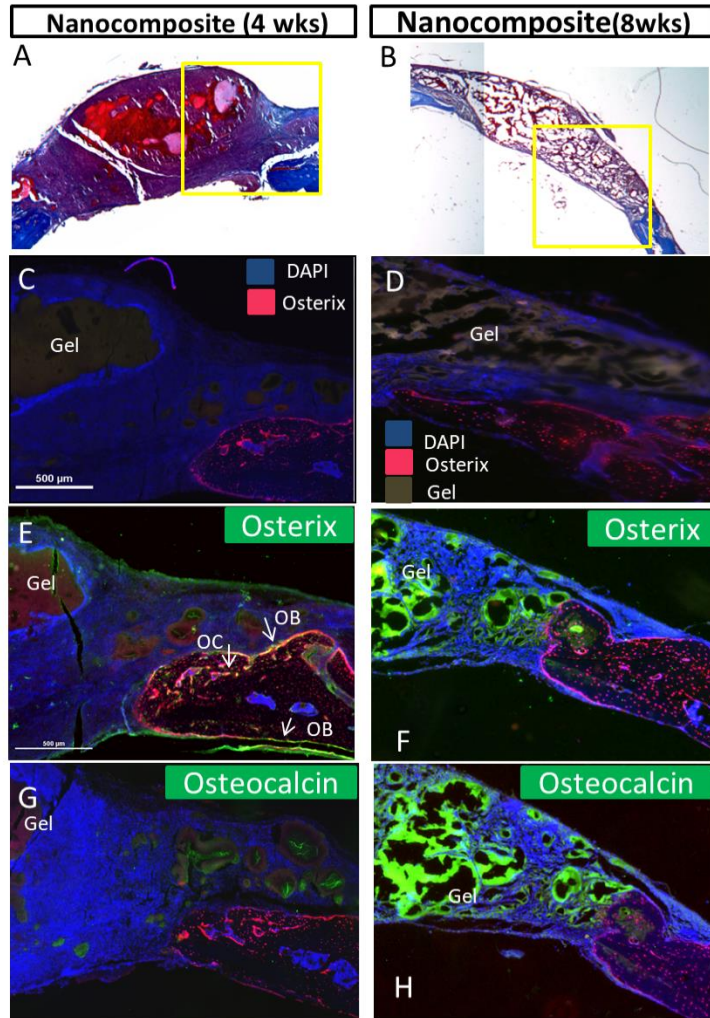 Nanocomposite (4 wks)
Nanocomposite(8wks)
A
B
C
DAPI
Osterix
Gel
500 µm
D
Gel
DAPI
Osterix
Gel
E
Osterix
Gel
OC
OB
OB
500 µm
Osterix
Gel
F
G
Osteocalcin
Gel
Osteocalcin
Gel
H